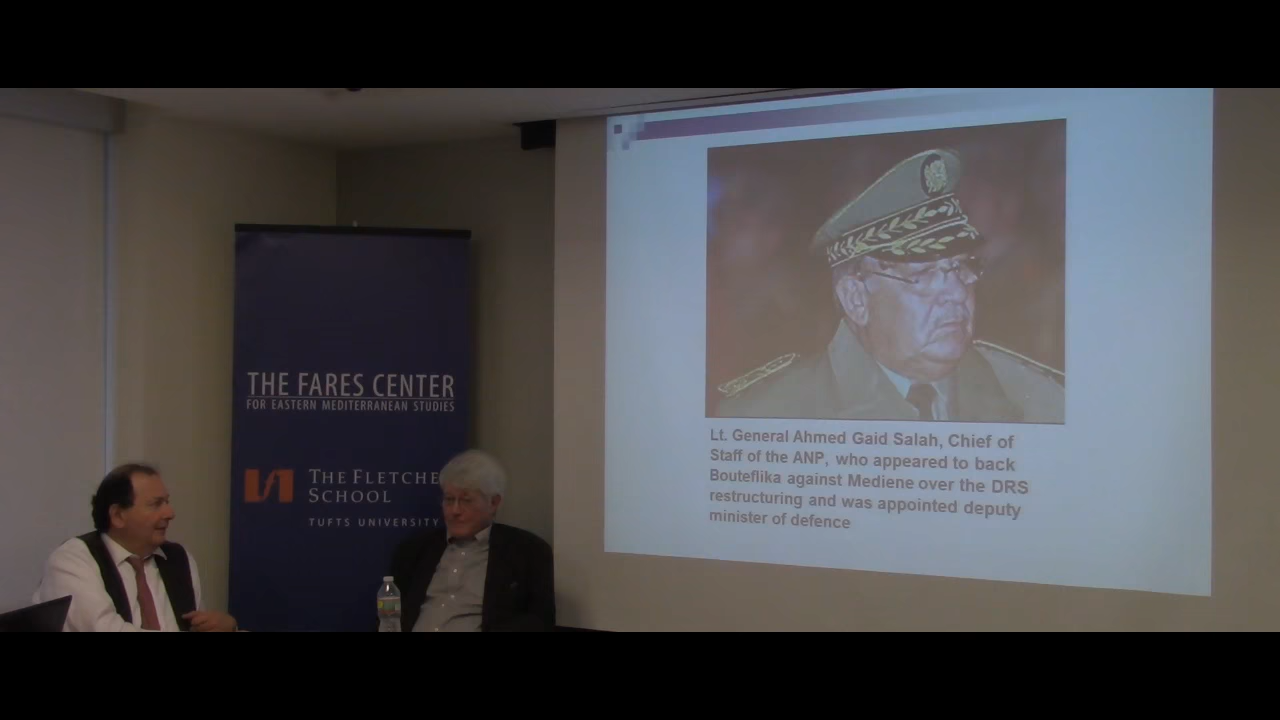 THE FARES CENTER
FOR EASTERN MEDITERRANEAN STUDIES
THE FLETCHE
SCHOOL
TUFTS UNIVERSITY
Lt. General Ahmed Gaid Salah, Chief of
Staff of the ANP, who appeared to back
Bouteflika against Mediene over the DRS
restructuring and was appointed deputy
minister of defence